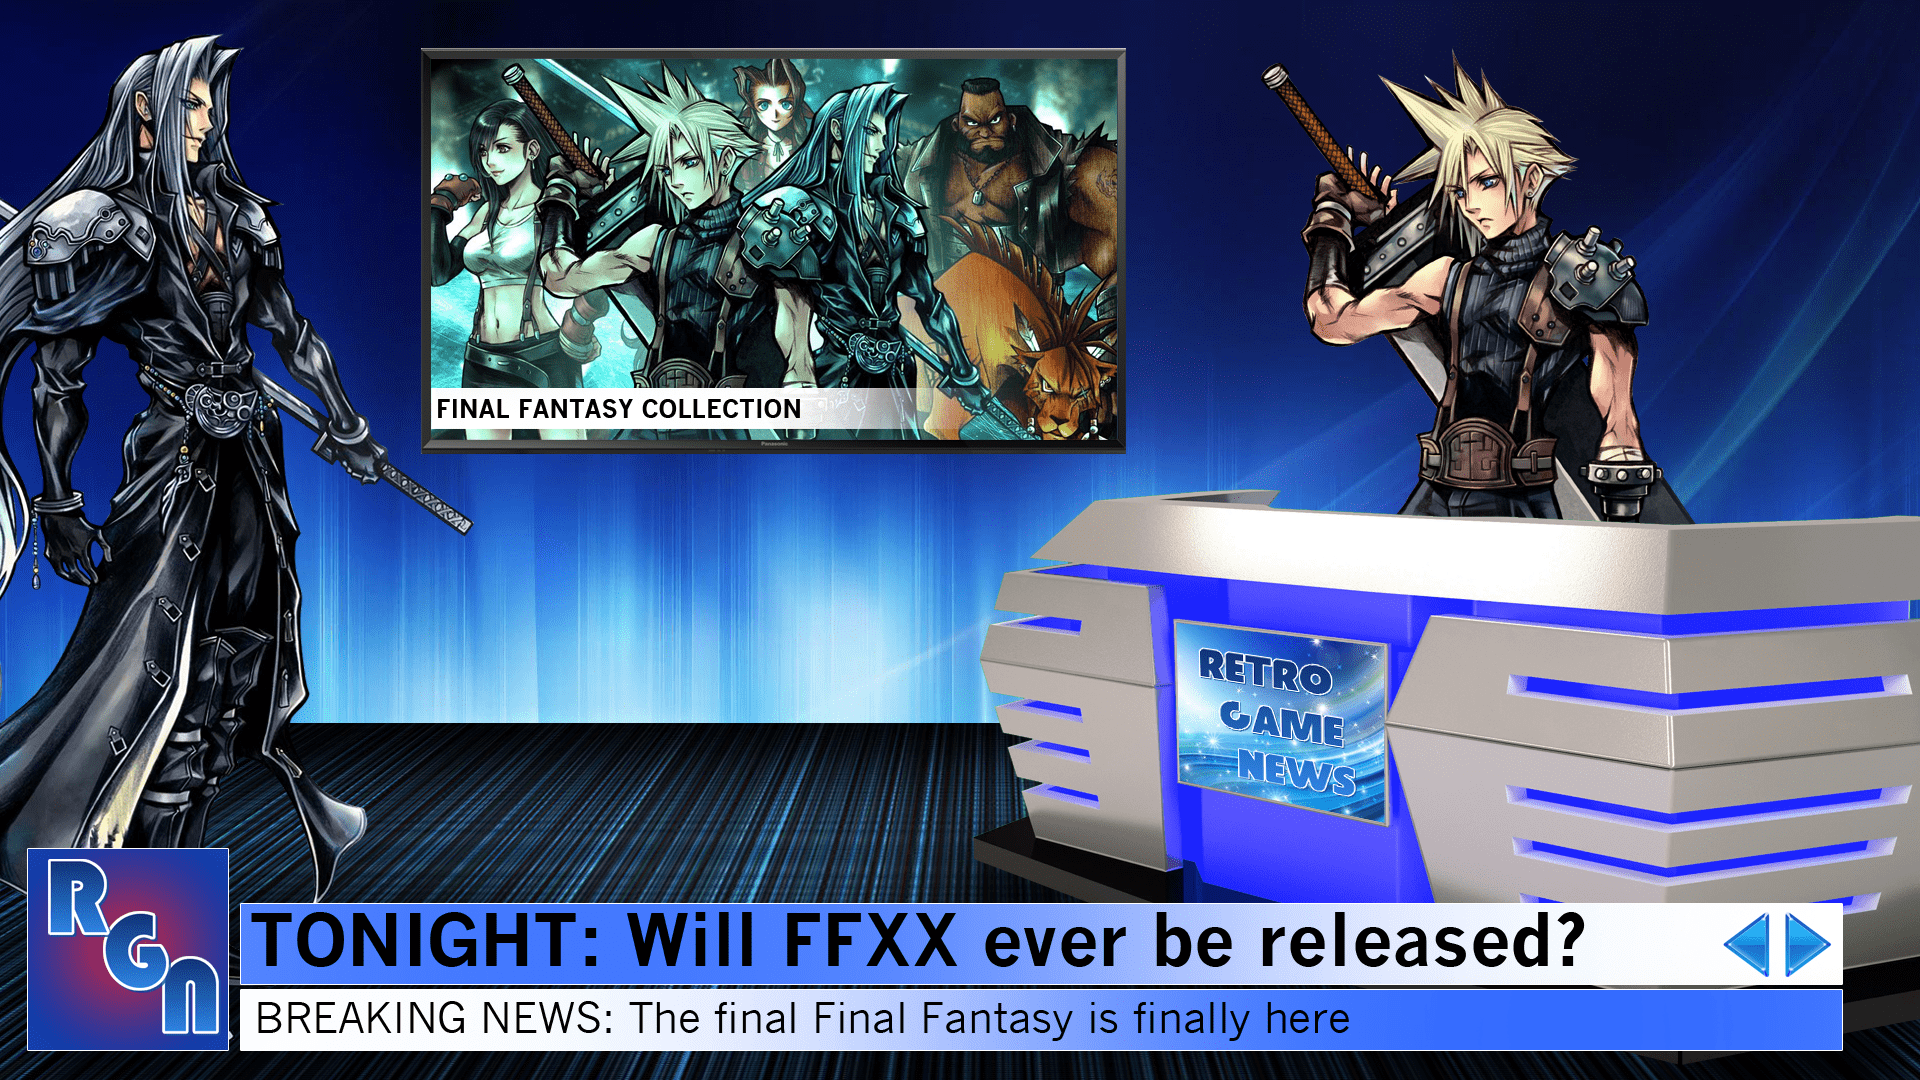 FINAL FANTASY COLLECTION
Panasonic
RETRO
GAME
NEWS
RGn
TONIGHT: Will FFXX ever be released?
BREAKING NEWS: The final Final Fantasy is finally here